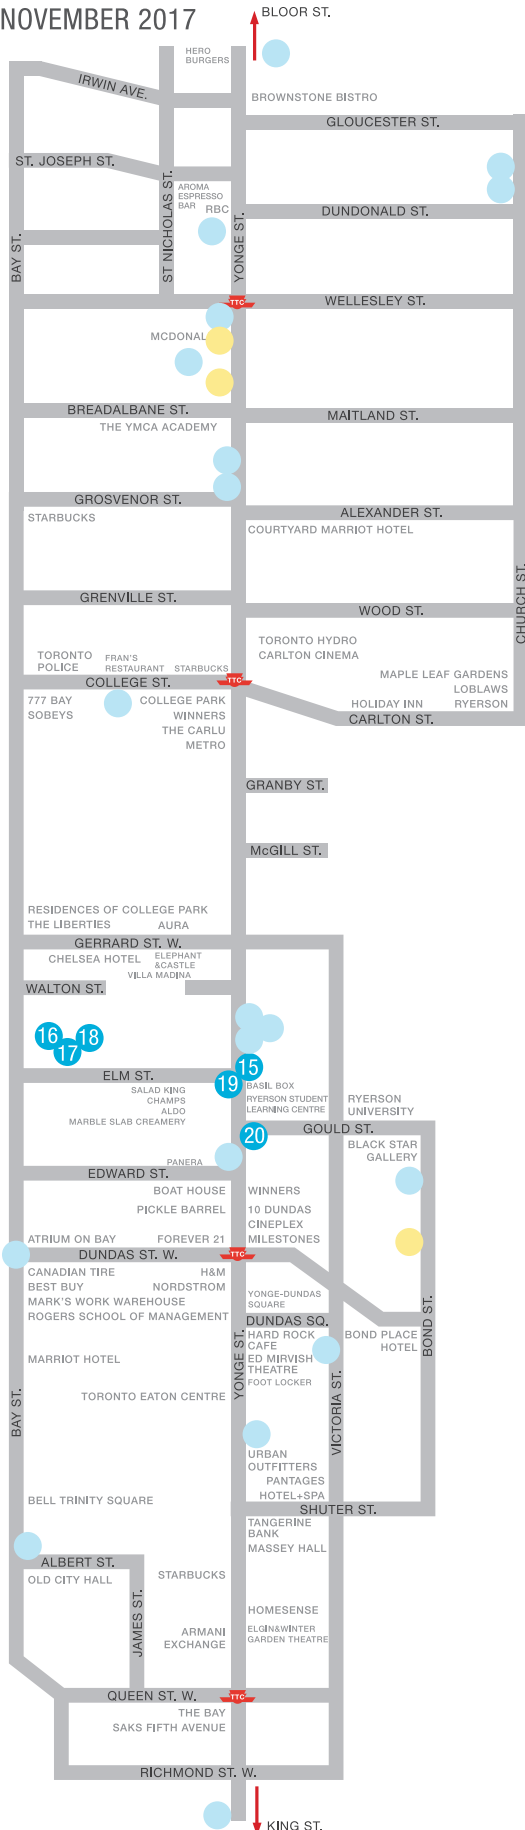 NOVEMBER 2017
BLOOR ST.
HERO
BURGERS
IRWIN AVE.
BROWNSTONE BISTRO
GLOUCESTER ST.
ST. JOSEPH ST.
AROMA
ESPRESSO
BAR
RBC
DUNDONALD ST.
BAY ST.
ST NICHOLAS ST.
YONGE ST.
TTC
WELLESLEY ST.
MCDONAL
BREADALBANE ST.
MAITLAND ST.
THE YMCA ACADEMY
GROSVENOR ST.
STARBUCKS
ALEXANDER ST.
COURTYARD MARRIOT HOTEL
CHURCH ST.
GRENVILLE ST.
WOOD ST.
TORONTO HYDRO
CARLTON CINEMA
TORONTO
POLICE
FRAN'S
RESTAURANT
STARBUCKS
COLLEGE ST.
TTC
MAPLE LEAF GARDENS
LOBLAWS
HOLIDAY INN
RYERSON
CARLTON ST.
777 BAY
SOBEYS
COLLEGE PARK
WINNERS
THE CARLU
METRO
GRANBY ST.
McGILL ST.
RESIDENCES OF COLLEGE PARK
THE LIBERTIES
AURA
GERRARD ST. W.
CHELSEA HOTEL
ELEPHANT
&CASTLE
VILLA MADINA
WALTON ST.
16
17
18
15
19
ELM ST.
BASIL BOX
RYERSON STUDENT
LEARNING CENTRE
SALAD KING
CHAMPS
ALDO
MARBLE SLAB CREAMERY
RYERSON
UNIVERSITY
20
GOULD ST.
BLACK STAR
GALLERY
PANERA
EDWARD ST.
BOAT HOUSE
PICKLE BARREL
WINNERS
10 DUNDAS
CINEPLEX
MILESTONES
ATRIUM ON BAY
FOREVER 21
DUNDAS ST. W.
TTC
CANADIAN TIRE
BEST BUY
MARK'S WORK WAREHOUSE
ROGERS SCHOOL OF MANAGEMENT
H&M
NORDSTROM
YONGE-DUNDAS
SQUARE
DUNDAS SQ.
BOND ST.
HARD ROCK
CAFE
ED MIRVISH
THEATRE
FOOT LOCKER
BOND PLACE
HOTEL
MARRIOT HOTEL
TORONTO EATON CENTRE
BAY ST.
YONGE ST.
VICTORIA ST.
URBAN
OUTFITTERS
PANTAGES
HOTEL+SPA
BELL TRINITY SQUARE
SHUTER ST.
TANGERINE
BANK
MASSEY HALL
ALBERT ST.
OLD CITY HALL
STARBUCKS
JAMES ST.
HOMESENSE
ARMANI
EXCHANGE
ELGIN&WINTER
GARDEN THEATRE
QUEEN ST. W.
TTC
THE BAY
SAKS FIFTH AVENUE
RICHMOND ST. W.
KING ST.